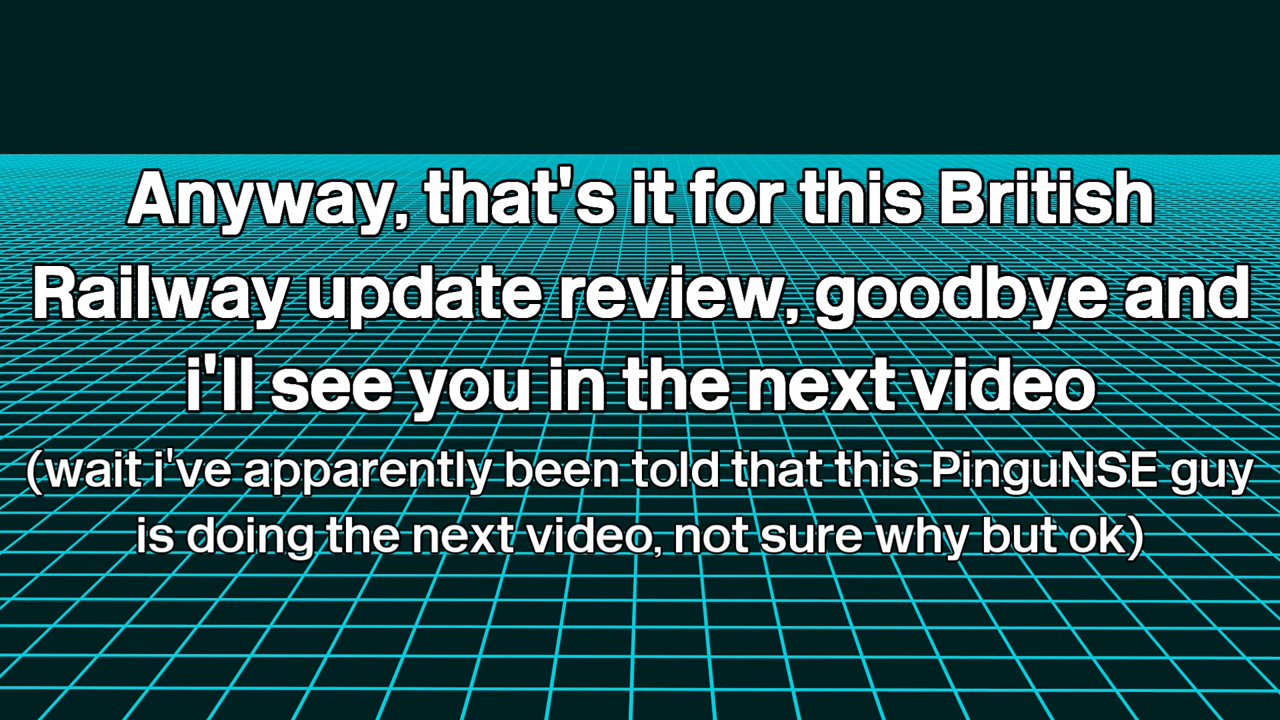 Anyway, that's it for this British
Railway update review, goodbye and
i'll see you in the next video
(wait i've apparently been told that this PinguNSE guy
is doing the next video, not sure why but ok)